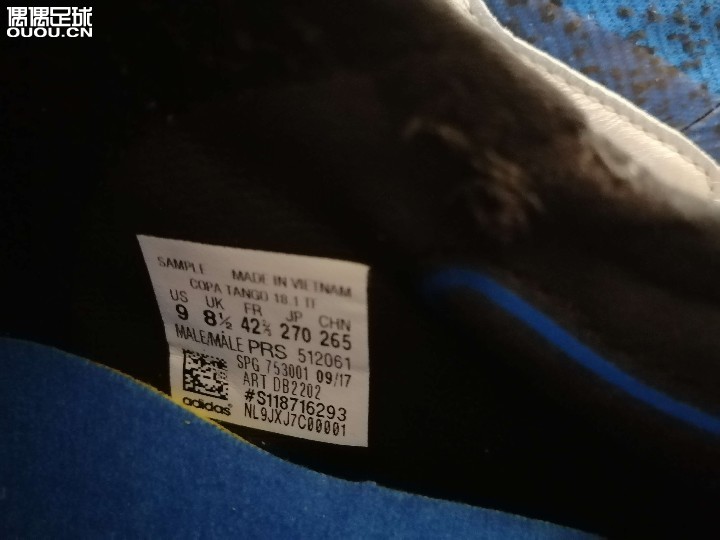 偶偶足球
OUOU.CN
SAMPLE MADE IN VIETNAM
COPA TANGO 18.1 TF
US UK FR JP CHN
9 8½ 42⅔ 270 265
MALE/MÂLE PRS 512061
SPG 753001 09/17
ART DB2202
#S118716293
adidas NL9JXJ7C00001